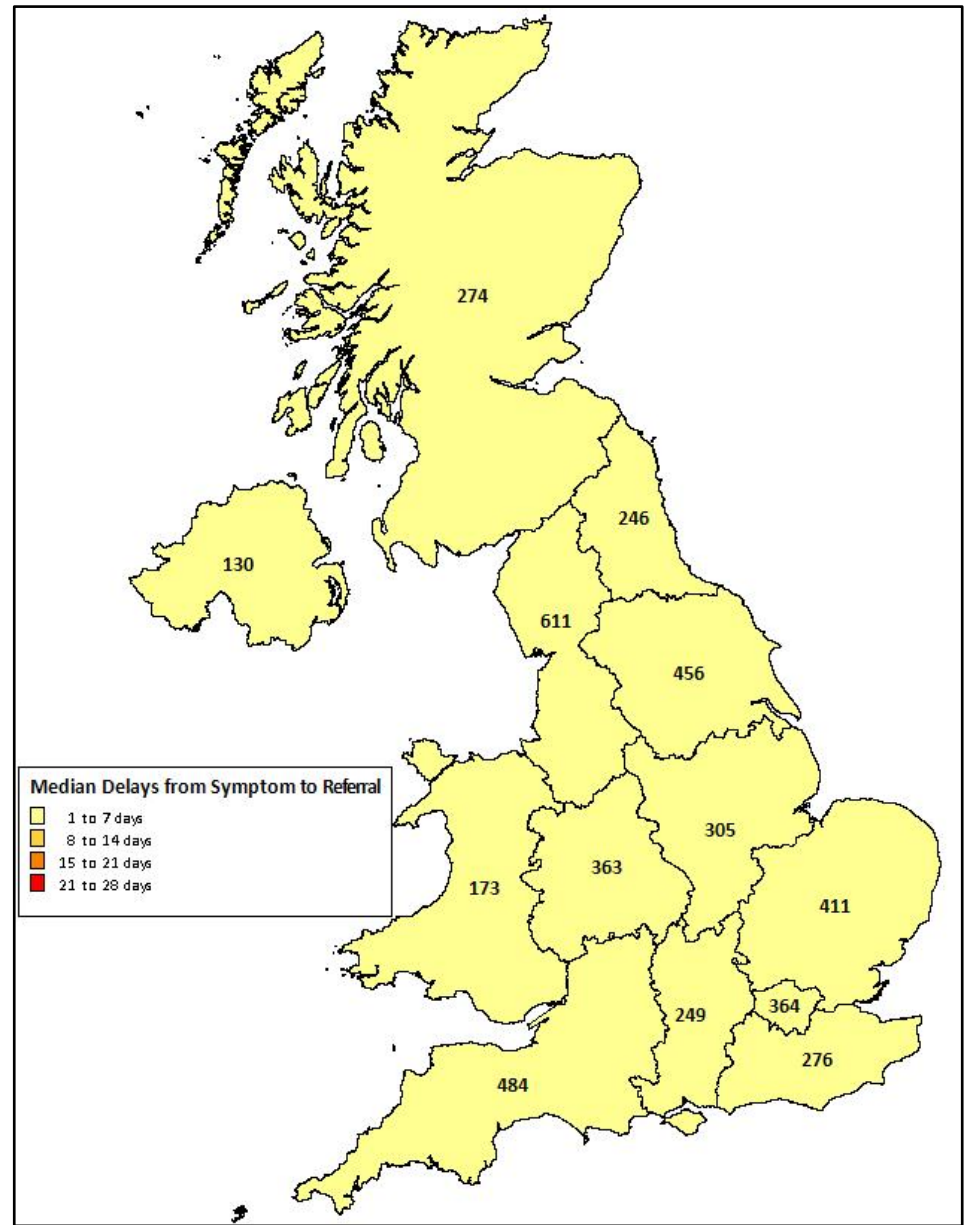 274
246
130
611
456
Median Delays from Symptom to Referral
1 to 7 days
8 to 14 days
15 to 21 days
21 to 28 days
305
363
173
411
364
249
276
484